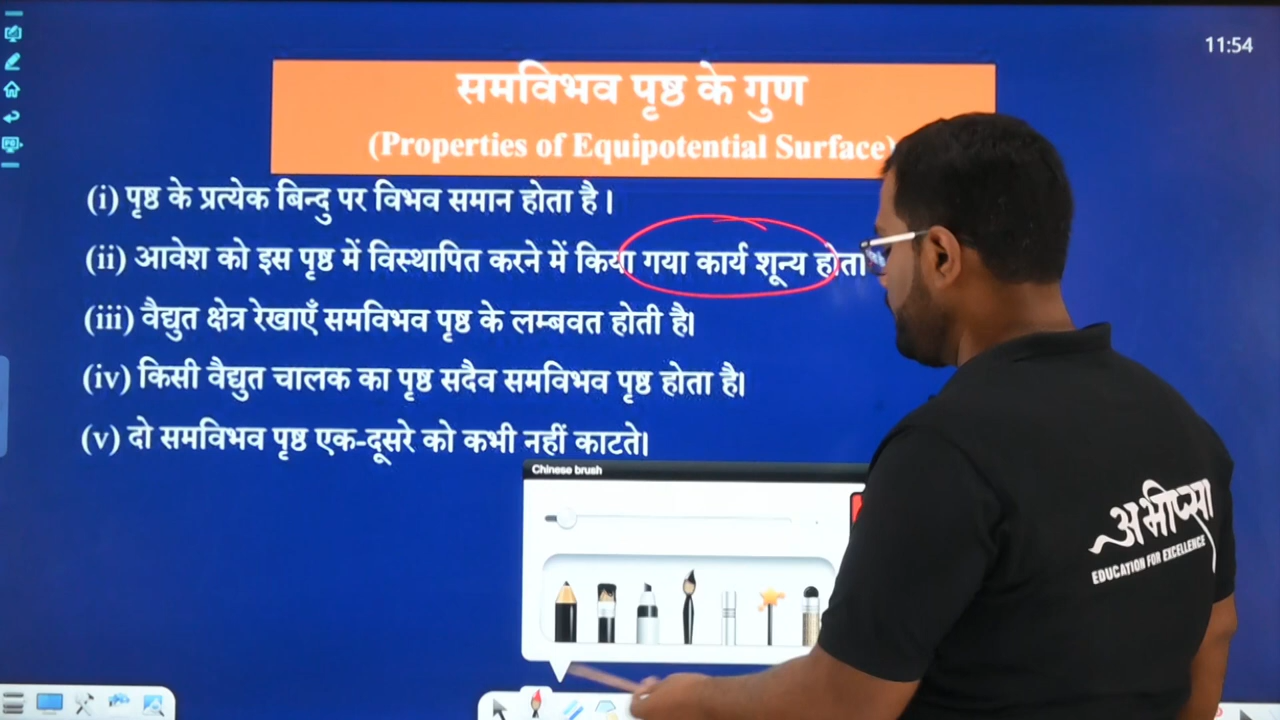 11:54
समविभव पृष्ठ के गुण
(Properties of Equipotential Surface)
(i) पृष्ठ के प्रत्येक बिन्दु पर विभव समान होता है।
(ii) आवेश को इस पृष्ठ में विस्थापित करने में किया गया कार्य शून्य होता
(iii) वैद्युत क्षेत्र रेखाएँ समविभव पृष्ठ के लम्बवत होती है।
(iv) किसी वैद्युत चालक का पृष्ठ सदैव समविभव पृष्ठ होता है।
(v) दो समविभव पृष्ठ एक-दूसरे को कभी नहीं काटते।
Chinese brush
अभीप्सा
EDUCATION FOR EXCELLENCE